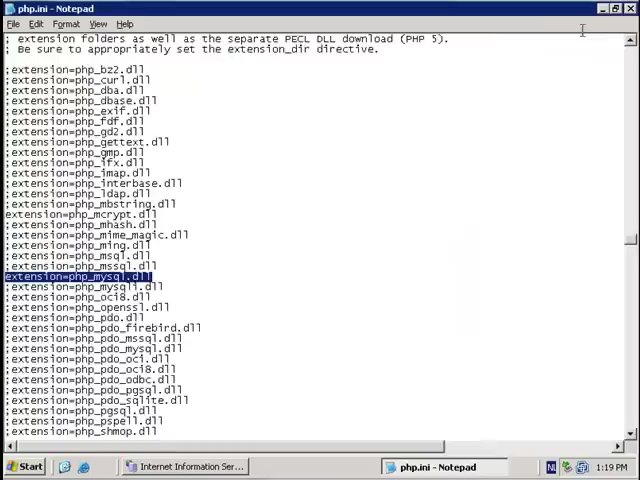 php.ini - Notepad
File Edit Format View Help
; extension folders as well as the separate PECL DLL download (PHP 5).
; Be sure to appropriately set the extension_dir directive.
;extension=php_bz2.dll
;extension=php_curl.dll
;extension=php_dba.dll
;extension=php_dbase.dll
;extension=php_exif.dll
;extension=php_fdf.dll
;extension=php_gd2.dll
;extension=php_gettext.dll
;extension=php_gmp.dll
;extension=php_ifx.dll
;extension=php_imap.dll
;extension=php_interbase.dll
;extension=php_ldap.dll
;extension=php_mbstring.dll
extension=php_mcrypt.dll
;extension=php_mhash.dll
;extension=php_mime_magic.dll
;extension=php_ming.dll
;extension=php_msql.dll
;extension=php_mssql.dll
extension=php_mysql.dll
;extension=php_mysqli.dll
;extension=php_oci8.dll
;extension=php_openssl.dll
;extension=php_pdo.dll
;extension=php_pdo_firebird.dll
;extension=php_pdo_mssql.dll
;extension=php_pdo_mysql.dll
;extension=php_pdo_oci.dll
;extension=php_pdo_oci8.dll
;extension=php_pdo_odbc.dll
;extension=php_pdo_pgsql.dll
;extension=php_pdo_sqlite.dll
;extension=php_pgsql.dll
;extension=php_pspell.dll
;extension=php_shmop.dll
Start Internet Information Ser... php.ini - Notepad NL 1:19 PM